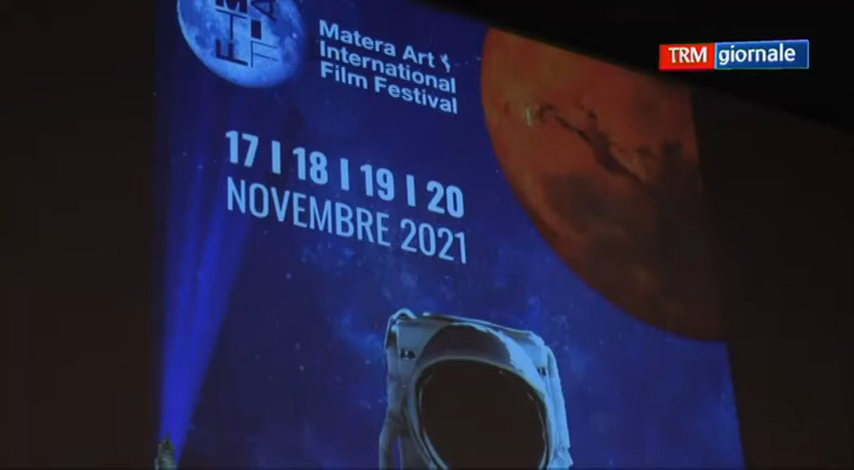 Matera Art
International
Film Festival
TRM giornale
17 | 18 | 19 | 20
NOVEMBRE 2021